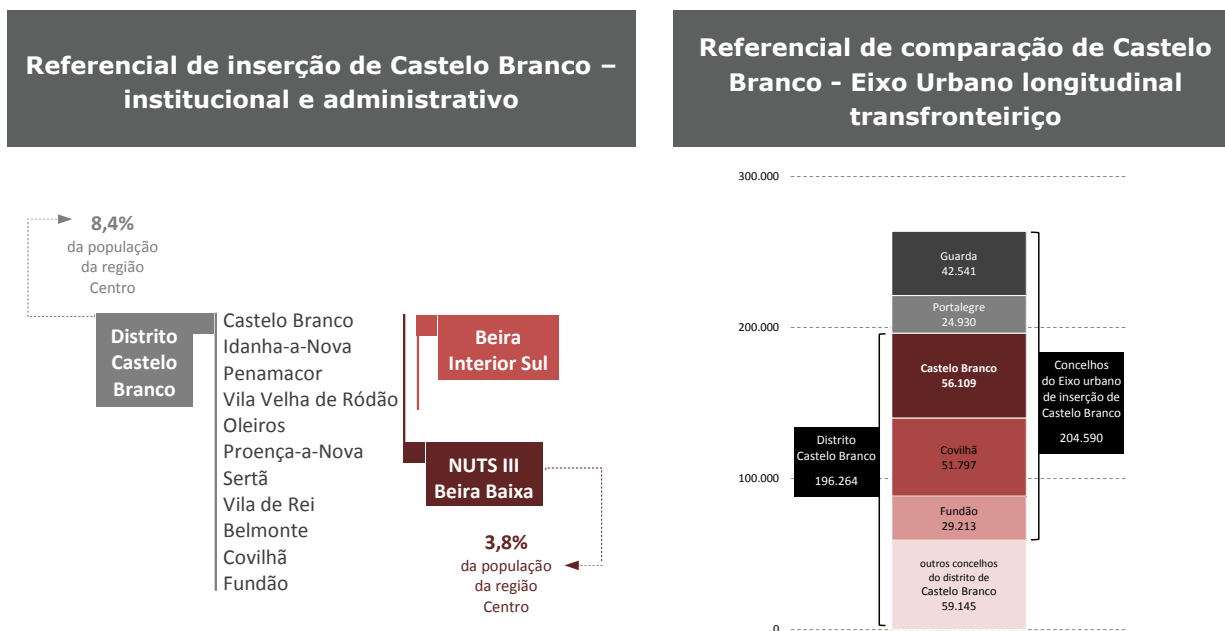 Referencial de inserção de Castelo Branco –
institucional e administrativo
8,4%
da população
da região
Centro
Distrito
Castelo
Branco
Castelo Branco
Idanha-a-Nova
Penamacor
Vila Velha de Ródão
Oleiros
Proença-a-Nova
Sertã
Vila de Rei
Belmonte
Covilhã
Fundão
Beira
Interior Sul
NUTS III
Beira Baixa
3,8%
da população
da região
Centro
Referencial de comparação de Castelo
Branco - Eixo Urbano longitudinal
transfronteiriço
300.000
200.000
100.000
0
Guarda
42.541
Portalegre
24.930
Castelo Branco
56.109
Covilhã
51.797
Fundão
29.213
outros concelhos
do distrito de
Castelo Branco
59.145
Distrito
Castelo Branco
196.264
Concelhos
do Eixo urbano
de inserção de
Castelo Branco
204.590